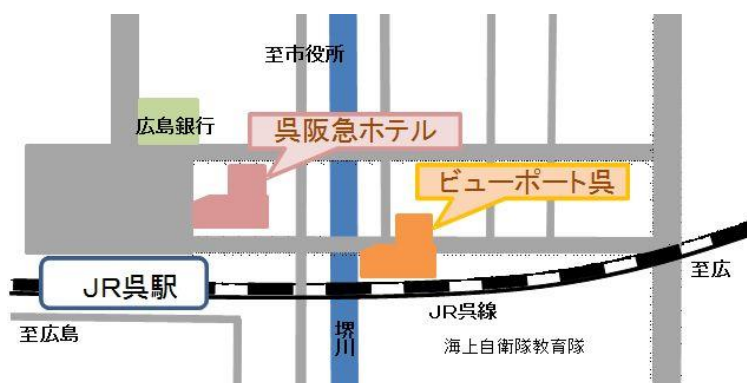 至市役所
広島銀行
呉阪急ホテル
ビューポート呉
至広
JR呉駅
JR呉線
至広島
堺川
海上自衛隊教育隊